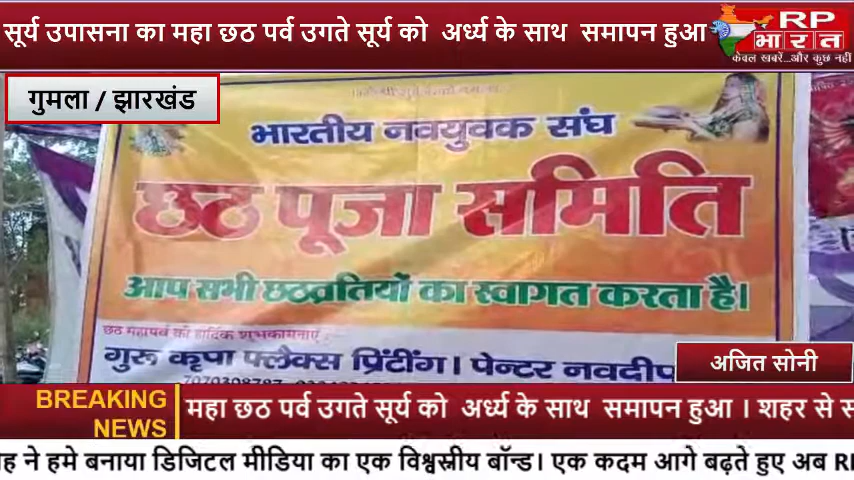 सूर्य उपासना का महा छठ पर्व उगते सूर्य को अर्ध्य के साथ समापन हुआ
RP
भारत
केवल खबरें...और कुछ नहीं
गुमला / झारखंड
भारतीय नवयुवक संघ
छठ पूजा समिति
आप सभी छठव्रतियों का स्वागत करता है।
छठ महापर्व की हार्दिक शुभकामनाएं
गुरू कृपा फ्लैक्स प्रिंटींग। पेन्टर नवदीप
अजित सोनी
BREAKING NEWS
महा छठ पर्व उगते सूर्य को अर्ध्य के साथ समापन हुआ । शहर से
ने हमे बनाया डिजिटल मीडिया का एक विश्वस्नीय बॉन्ड। एक कदम आगे बढ़ते हुए अब